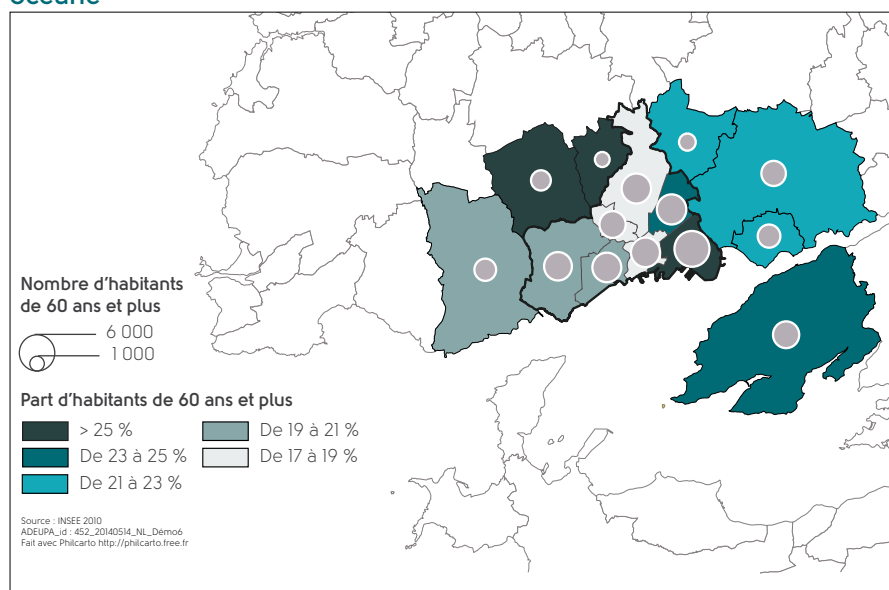 océane
Nombre d'habitants
de 60 ans et plus
6 000
1 000
Part d'habitants de 60 ans et plus
> 25 %
De 19 à 21 %
De 23 à 25 %
De 17 à 19 %
De 21 à 23 %
Source : INSEE 2010
ADEUPA_id : 452_20140514_NL_Démo6
Fait avec Philcarto http://philcarto.free.fr